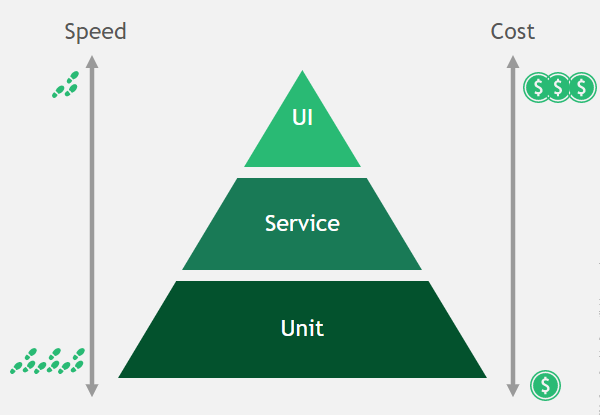 Speed
Cost
UI
$ $ $
Service
Unit
$